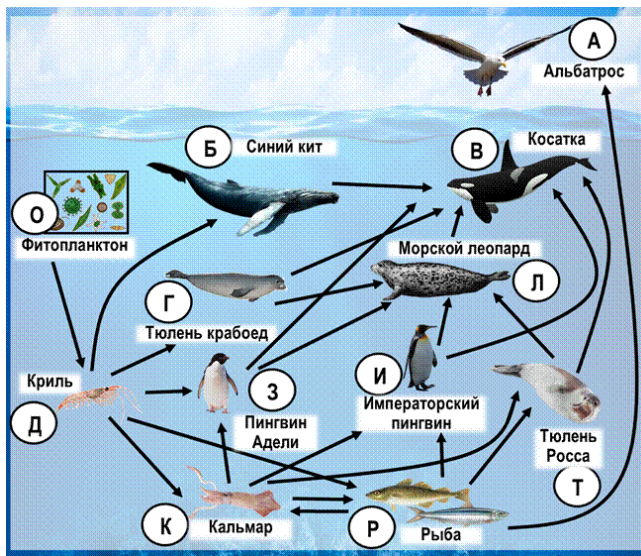 А
Альбатрос
Б
Синий кит
В
Косатка
О
Фитопланктон
Морской леопард
Л
Г
Тюлень крабоед
Криль
Д
З
Пингвин
Адели
И
Императорский
пингвин
Тюлень
Росса
Т
К
Кальмар
Р
Рыба